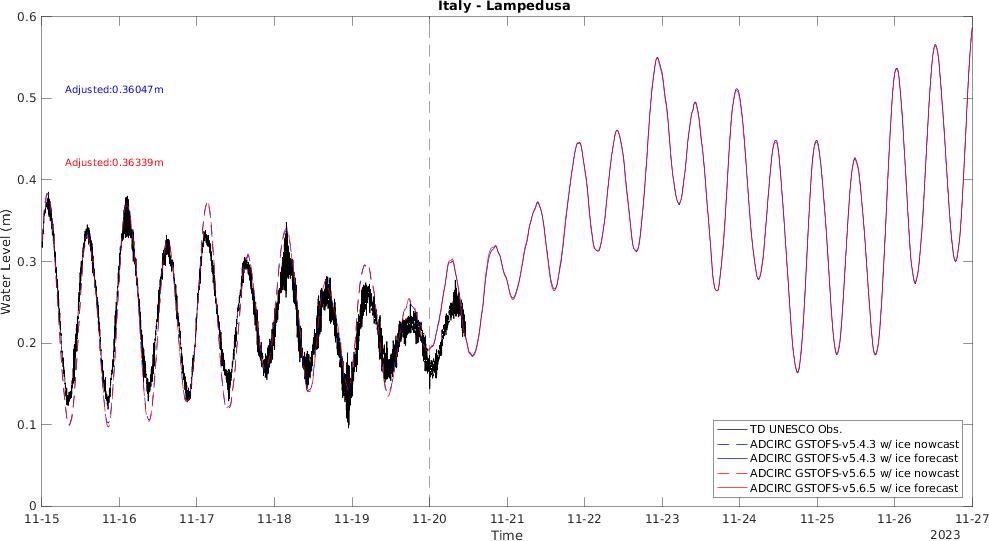 Italy - Lampedusa
0.6
0.5
0.4
0.3
0.2
0.1
0
Water Level (m)
Adjusted:0.36047m
Adjusted:0.36339m
TD UNESCO Obs.
ADCIRC GSTOFS-v5.4.3 w/ ice nowcast
ADCIRC GSTOFS-v5.4.3 w/ ice forecast
ADCIRC GSTOFS-v5.6.5 w/ ice nowcast
ADCIRC GSTOFS-v5.6.5 w/ ice forecast
11-15 11-16 11-17 11-18 11-19 11-20 11-21 11-22 11-23 11-24 11-25 11-26 11-27
Time
2023